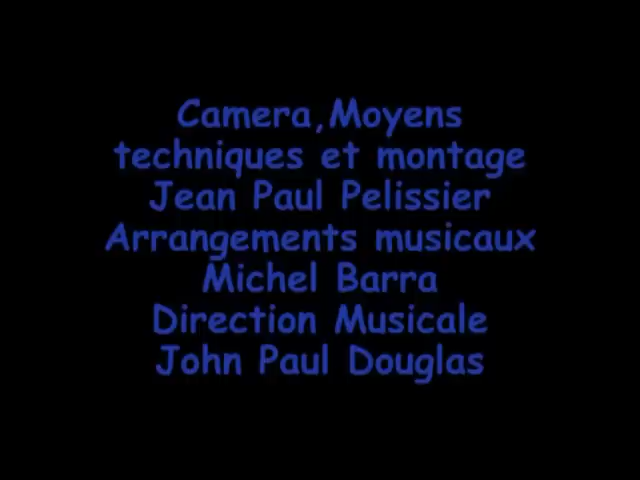 Camera,Moyens
techniques et montage
Jean Paul Pelissier
Arrangements musicaux
Michel Barra
Direction Musicale
John Paul Douglas